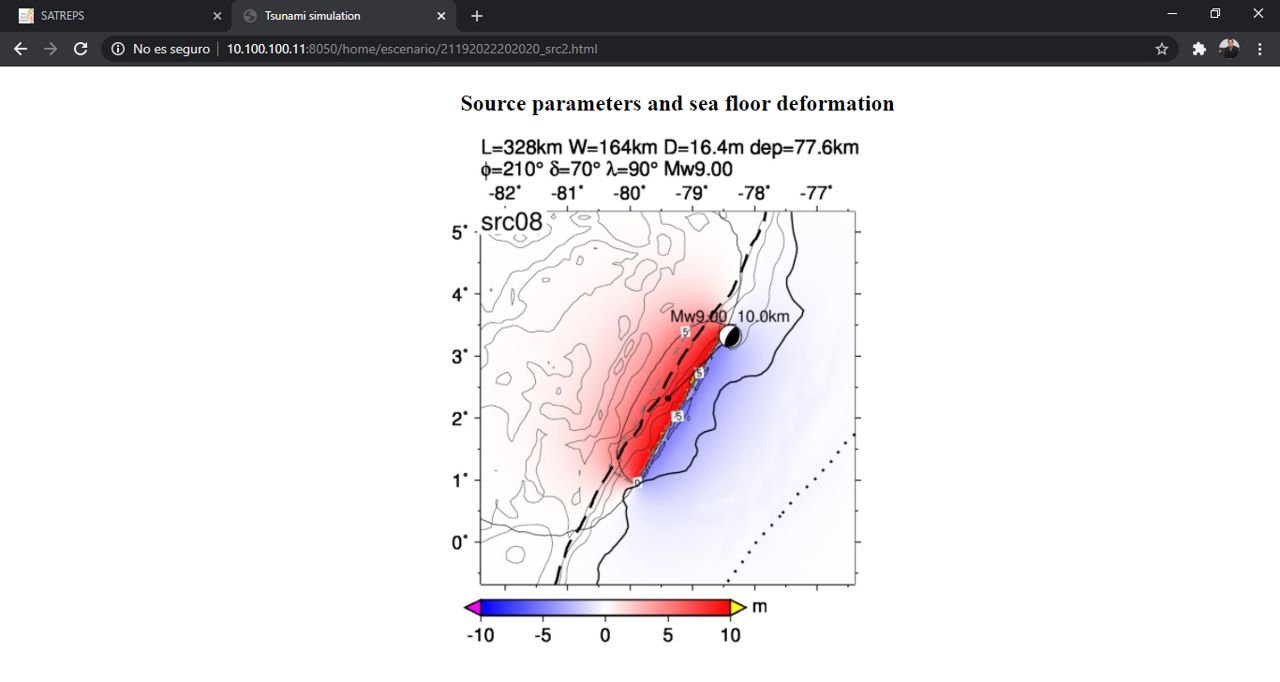 SATREPS
Tsunami simulation
No es seguro
10.100.100.11:8050/home/escenario/21192022202020_src2.html
Source parameters and sea floor deformation
L=328km W=164km D=16.4m dep=77.6km
ϕ=210° δ=70° λ=90° Mw9.00
-82° -81° -80° -79° -78° -77°
src08
5°
4°
Mw9.00 10.0km
5
3°
5
2°
-5
1°
0
0°
m
-10 -5 0 5 10